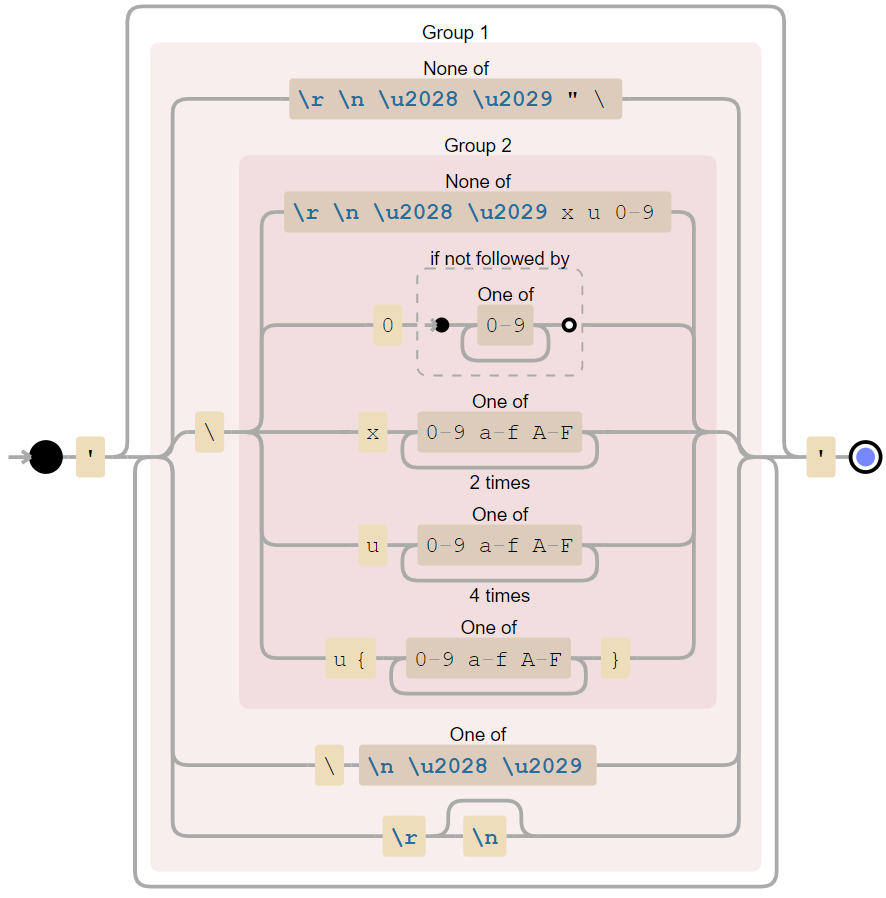 Group 1
None of
\r \n \u2028 \u2029 " \
Group 2
None of
\r \n \u2028 \u2029 x u 0-9
if not followed by
One of
0 0-9
One of
\ x 0-9 a-f A-F
' '
2 times
One of
u 0-9 a-f A-F
4 times
One of
u { 0-9 a-f A-F }
One of
\ \n \u2028 \u2029
\r \n